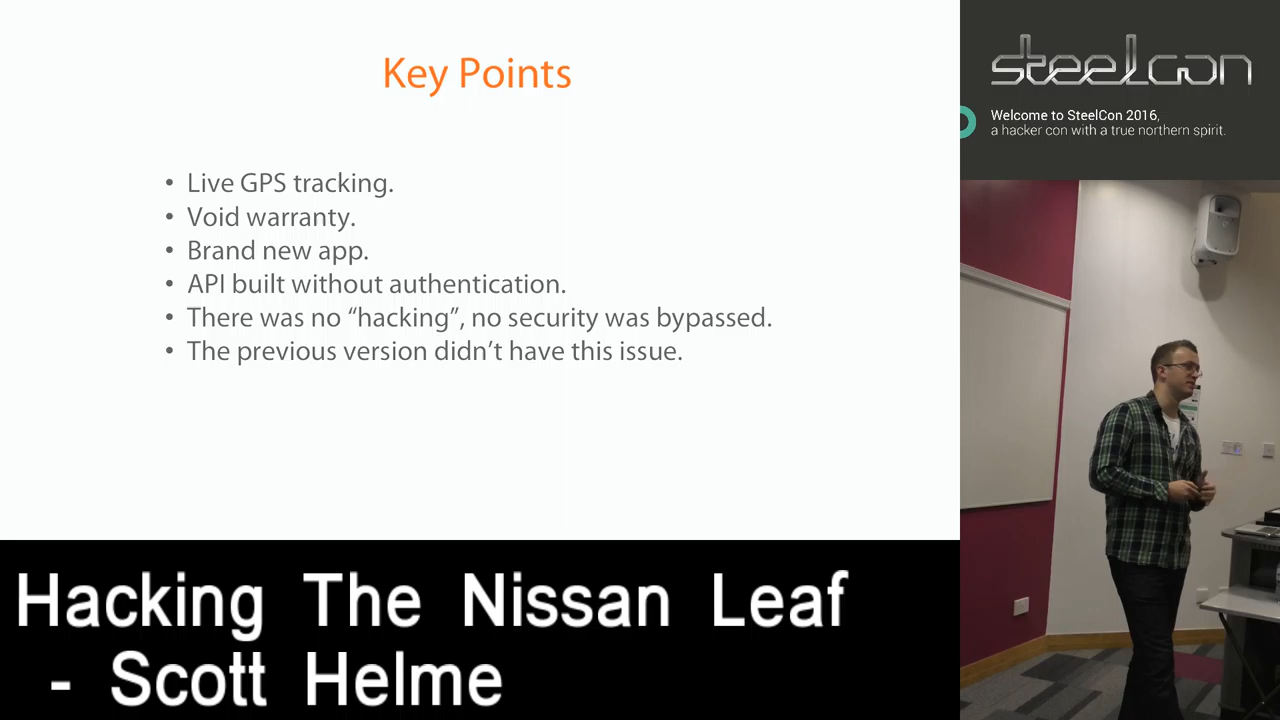 Key Points
• Live GPS tracking.
• Void warranty.
• Brand new app.
• API built without authentication.
• There was no “hacking”, no security was bypassed.
• The previous version didn’t have this issue.
steelcon
Welcome to SteelCon 2016,
a hacker con with a true northern spirit.
Hacking The Nissan Leaf
- Scott Helme